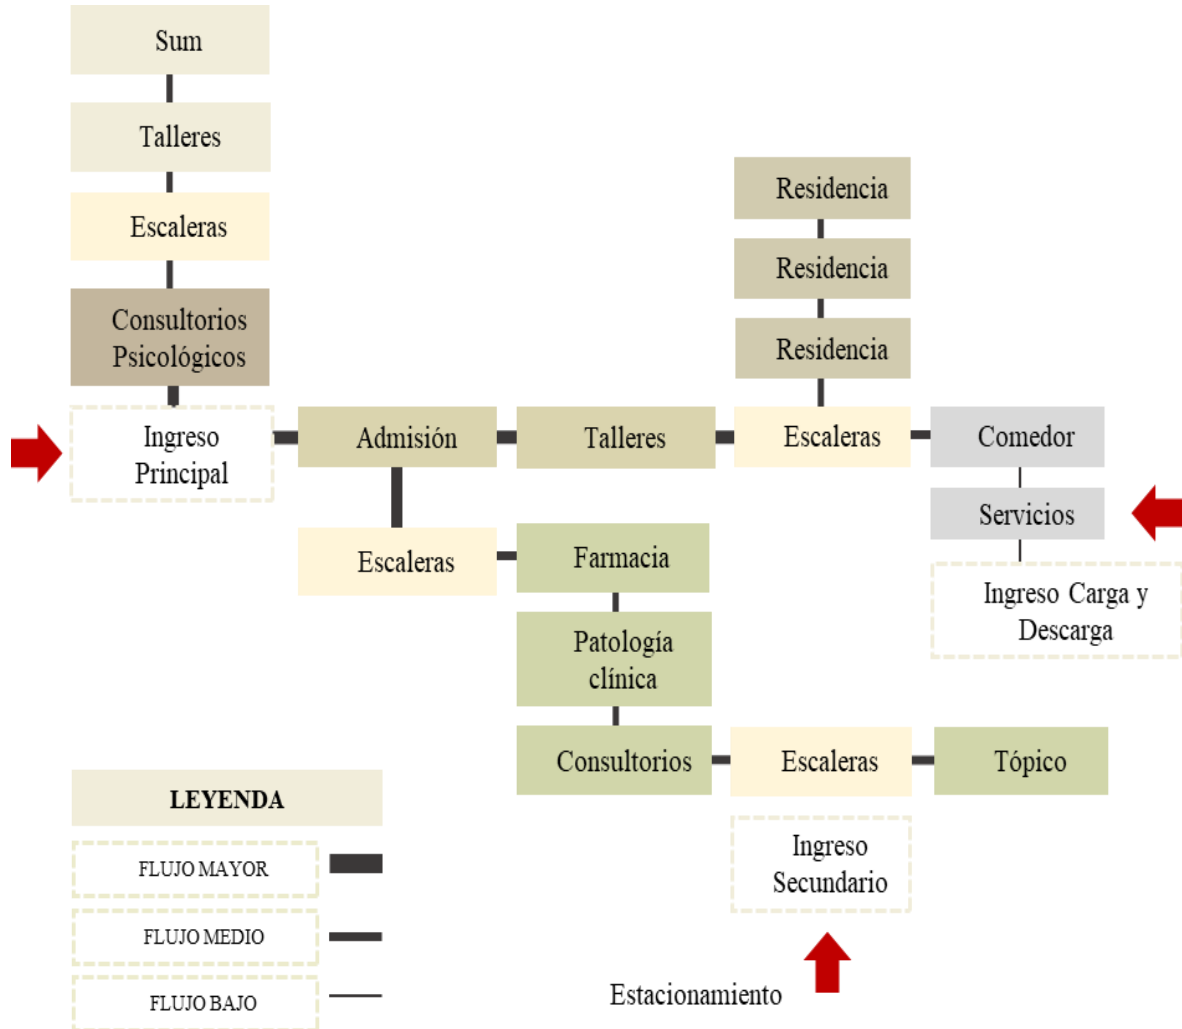 Sum
Talleres
Escaleras
Consultorios
Psicológicos
Ingreso
Principal
Admisión
Talleres
Residencia
Residencia
Residencia
Escaleras
Comedor
Servicios
Ingreso Carga y
Descarga
Escaleras
Farmacia
Patología
clínica
Consultorios
Escaleras
Tópico
Ingreso
Secundario
Estacionamiento
LEYENDA
FLUJO MAYOR
FLUJO MEDIO
FLUJO BAJO